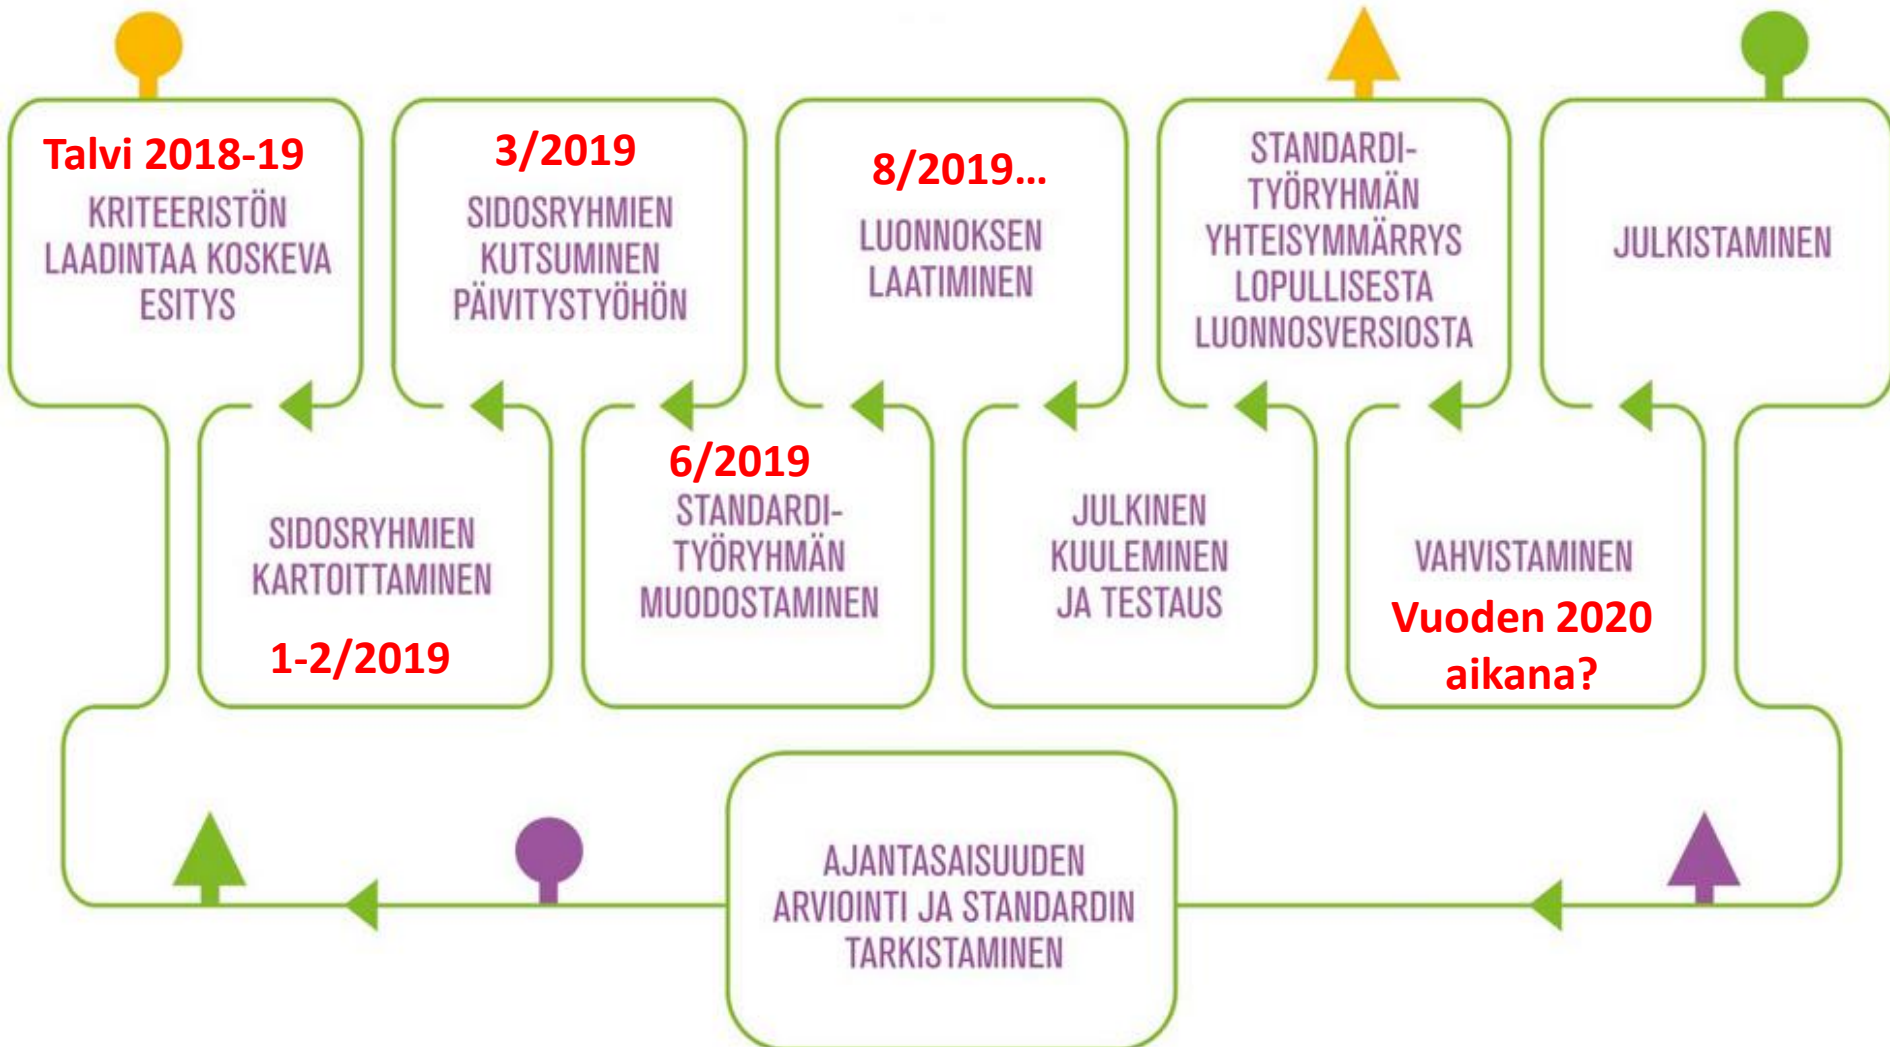 Talvi 2018-19
KRITEERISTÖN
LAADINTAA KOSKEVA
ESITYS
SIDOSRYHMIEN
KARTOITTAMINEN
1-2/2019
3/2019
SIDOSRYHMIEN
KUTSUMINEN
PÄIVITYSTYÖHÖN
6/2019
STANDARDI-
TYÖRYHMÄN
MUODOSTAMINEN
8/2019...
LUONNOKSEN
LAATIMINEN
JULKINEN
KUULEMINEN
JA TESTAUS
STANDARDI-
TYÖRYHMÄN
YHTEISYMMÄRRYS
LOPULLISESTA
LUONNOSVERSIOSTA
VAHVISTAMINEN
Vuoden 2020
aikana?
JULKISTAMINEN
AJANTASAISUUDEN
ARVIOINTI JA STANDARDIN
TARKISTAMINEN